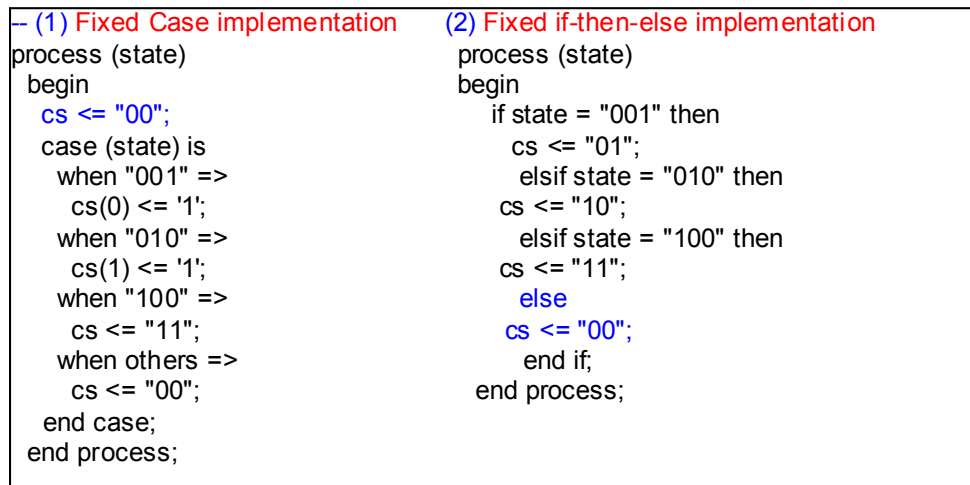 -- (1) Fixed Case implementation
process (state)
begin
cs <= "00";
case (state) is
when "001" =>
cs(0) <= '1';
when "010" =>
cs(1) <= '1';
when "100" =>
cs <= "11";
when others =>
cs <= "00";
end case;
end process;
(2) Fixed if-then-else implementation
process (state)
begin
if state = "001" then
cs <= "01";
elsif state = "010" then
cs <= "10";
elsif state = "100" then
cs <= "11";
else
cs <= "00";
end if;
end process;